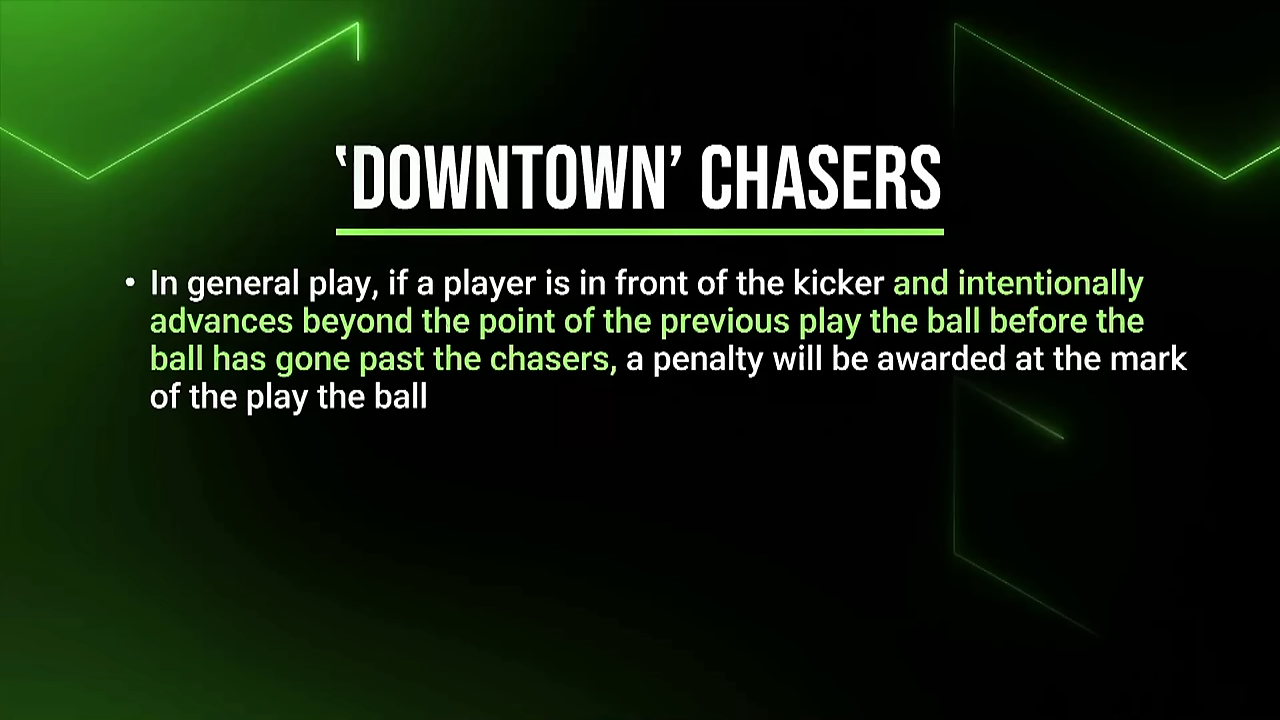 ‘DOWNTOWN’ CHASERS
• In general play, if a player is in front of the kicker and intentionally
advances beyond the point of the previous play the ball before the
ball has gone past the chasers, a penalty will be awarded at the mark
of the play the ball